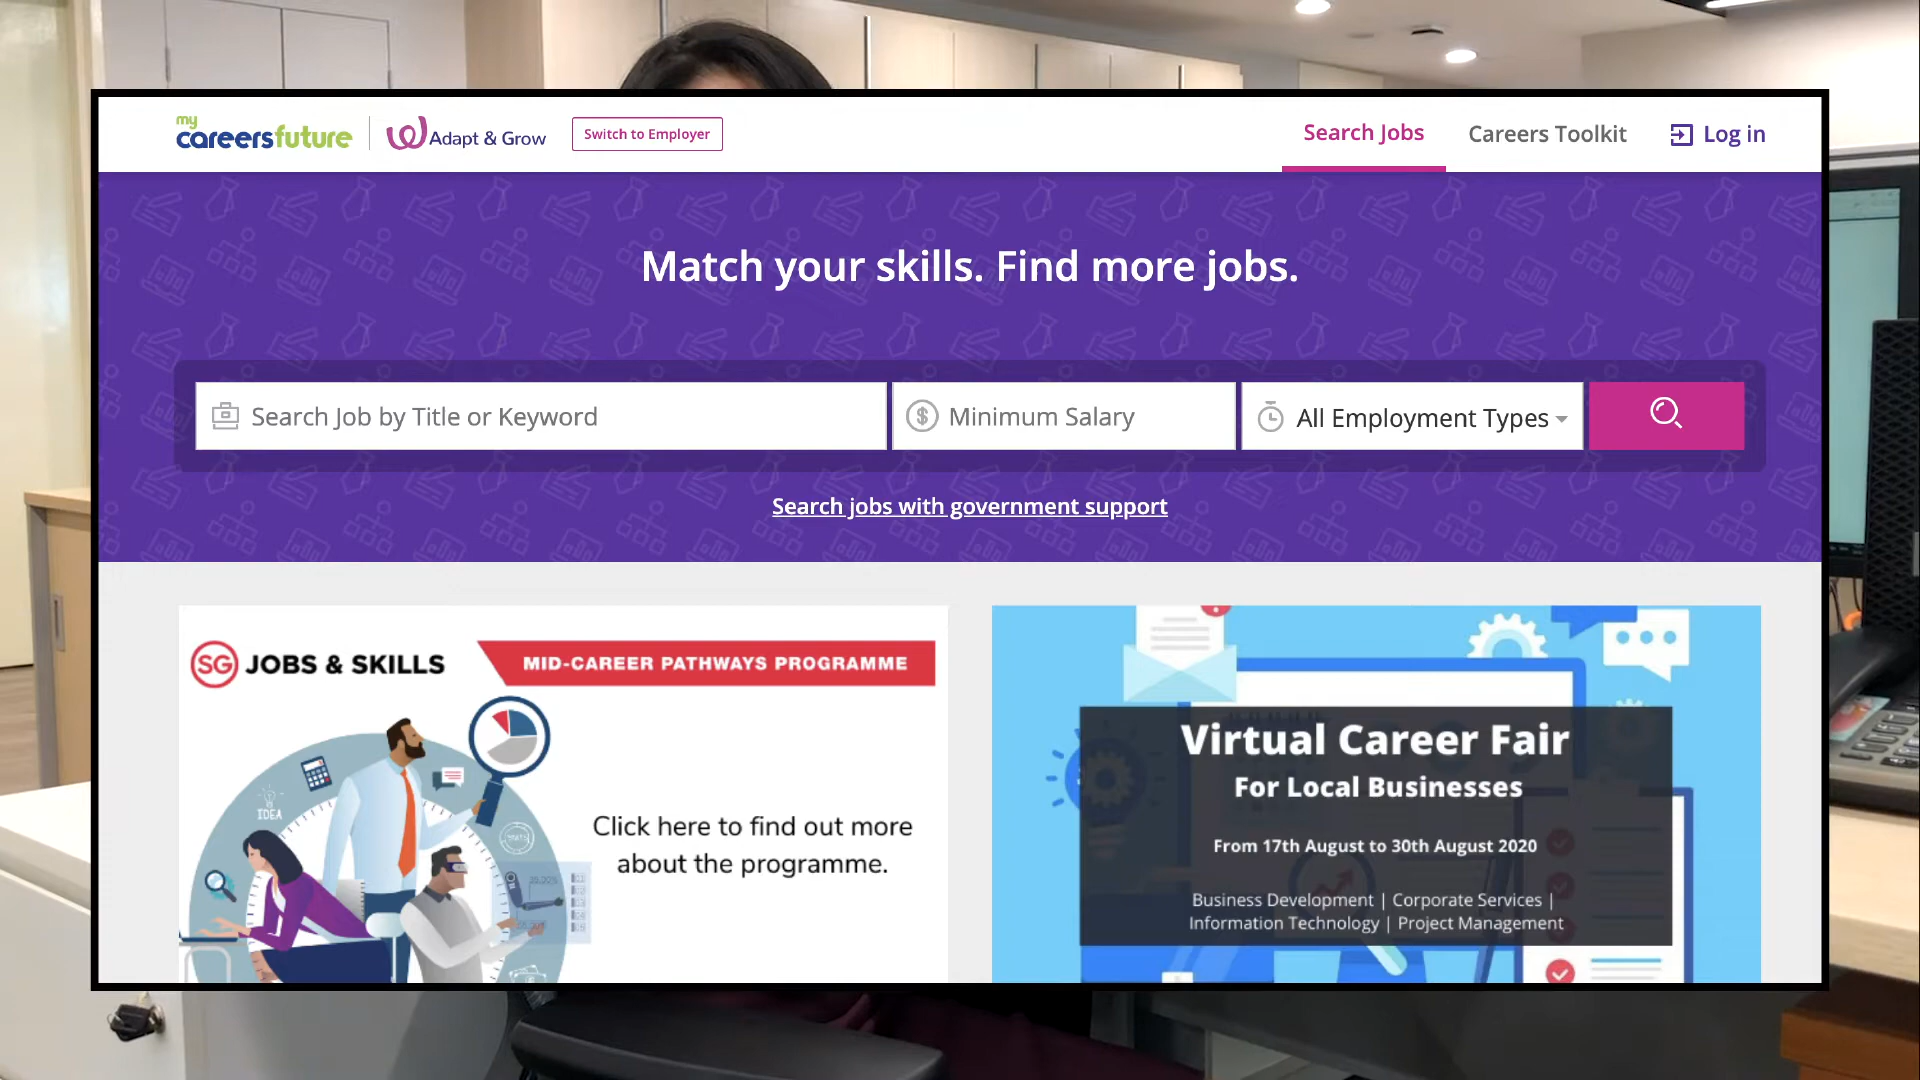 my
careersfuture
Adapt & Grow
Switch to Employer
Search Jobs
Careers Toolkit
Log in
Match your skills. Find more jobs.
Search Job by Title or Keyword
Minimum Salary
All Employment Types
Search jobs with government support
SG JOBS & SKILLS
MID-CAREER PATHWAYS PROGRAMME
IDEA
Click here to find out more
about the programme.
Virtual Career Fair
For Local Businesses
From 17th August to 30th August 2020
Business Development | Corporate Services |
Information Technology | Project Management